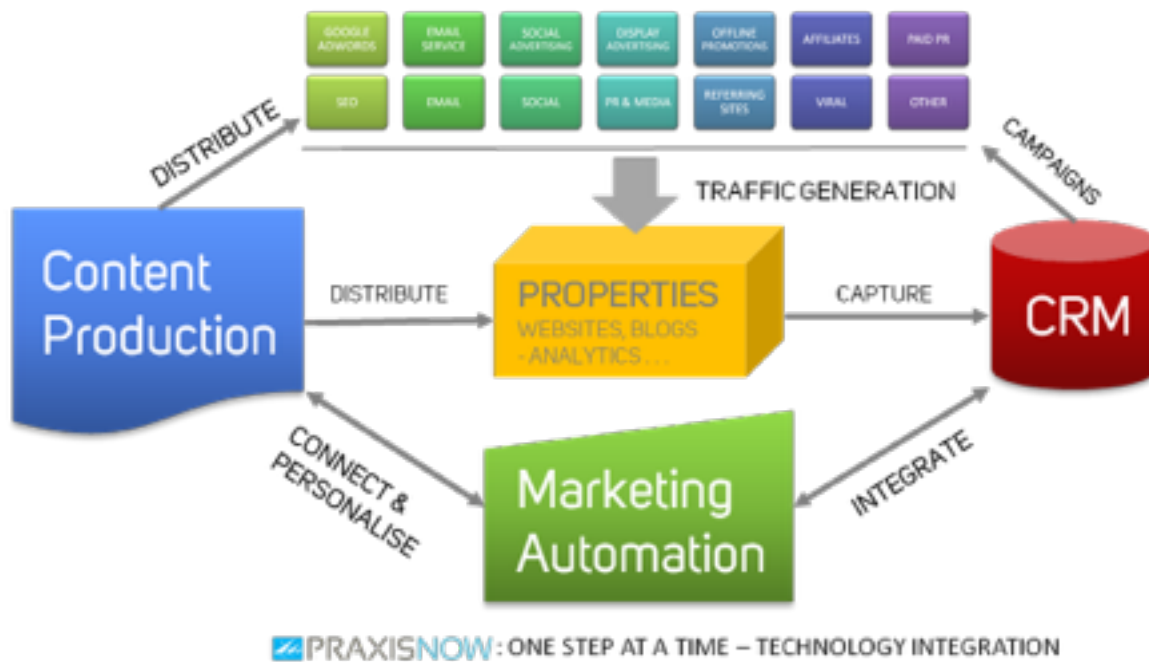 GOOGLE
ADWORDS
EMAIL
SERVICE
SOCIAL
ADVERTISING
DISPLAY
ADVERTISING
OFFLINE
PROMOTIONS
AFFILIATES
PAID PR
SEO
EMAIL
SOCIAL
PR & MEDIA
REFERRING
SITES
VIRAL
OTHER
DISTRIBUTE
CAMPAIGNS
TRAFFIC GENERATION
Content
Production
DISTRIBUTE
PROPERTIES
WEBSITES, BLOGS
- ANALYTICS . . .
CAPTURE
CRM
CONNECT &
PERSONALISE
Marketing
Automation
INTEGRATE
PRAXISNOW : ONE STEP AT A TIME – TECHNOLOGY INTEGRATION